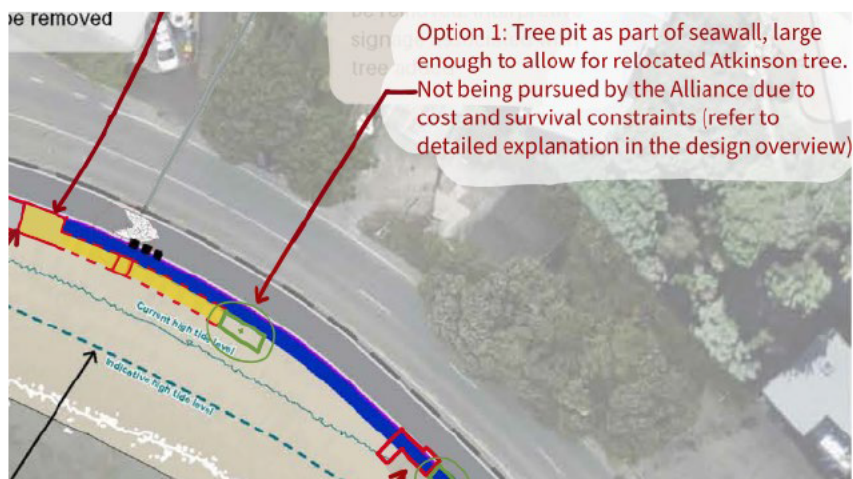 be removed
Option 1: Tree pit as part of seawall, large
enough to allow for relocated Atkinson tree.
Not being pursued by the Alliance due to
cost and survival constraints (refer to
detailed explanation in the design overview)
Current high tide level
Indicative high tide level